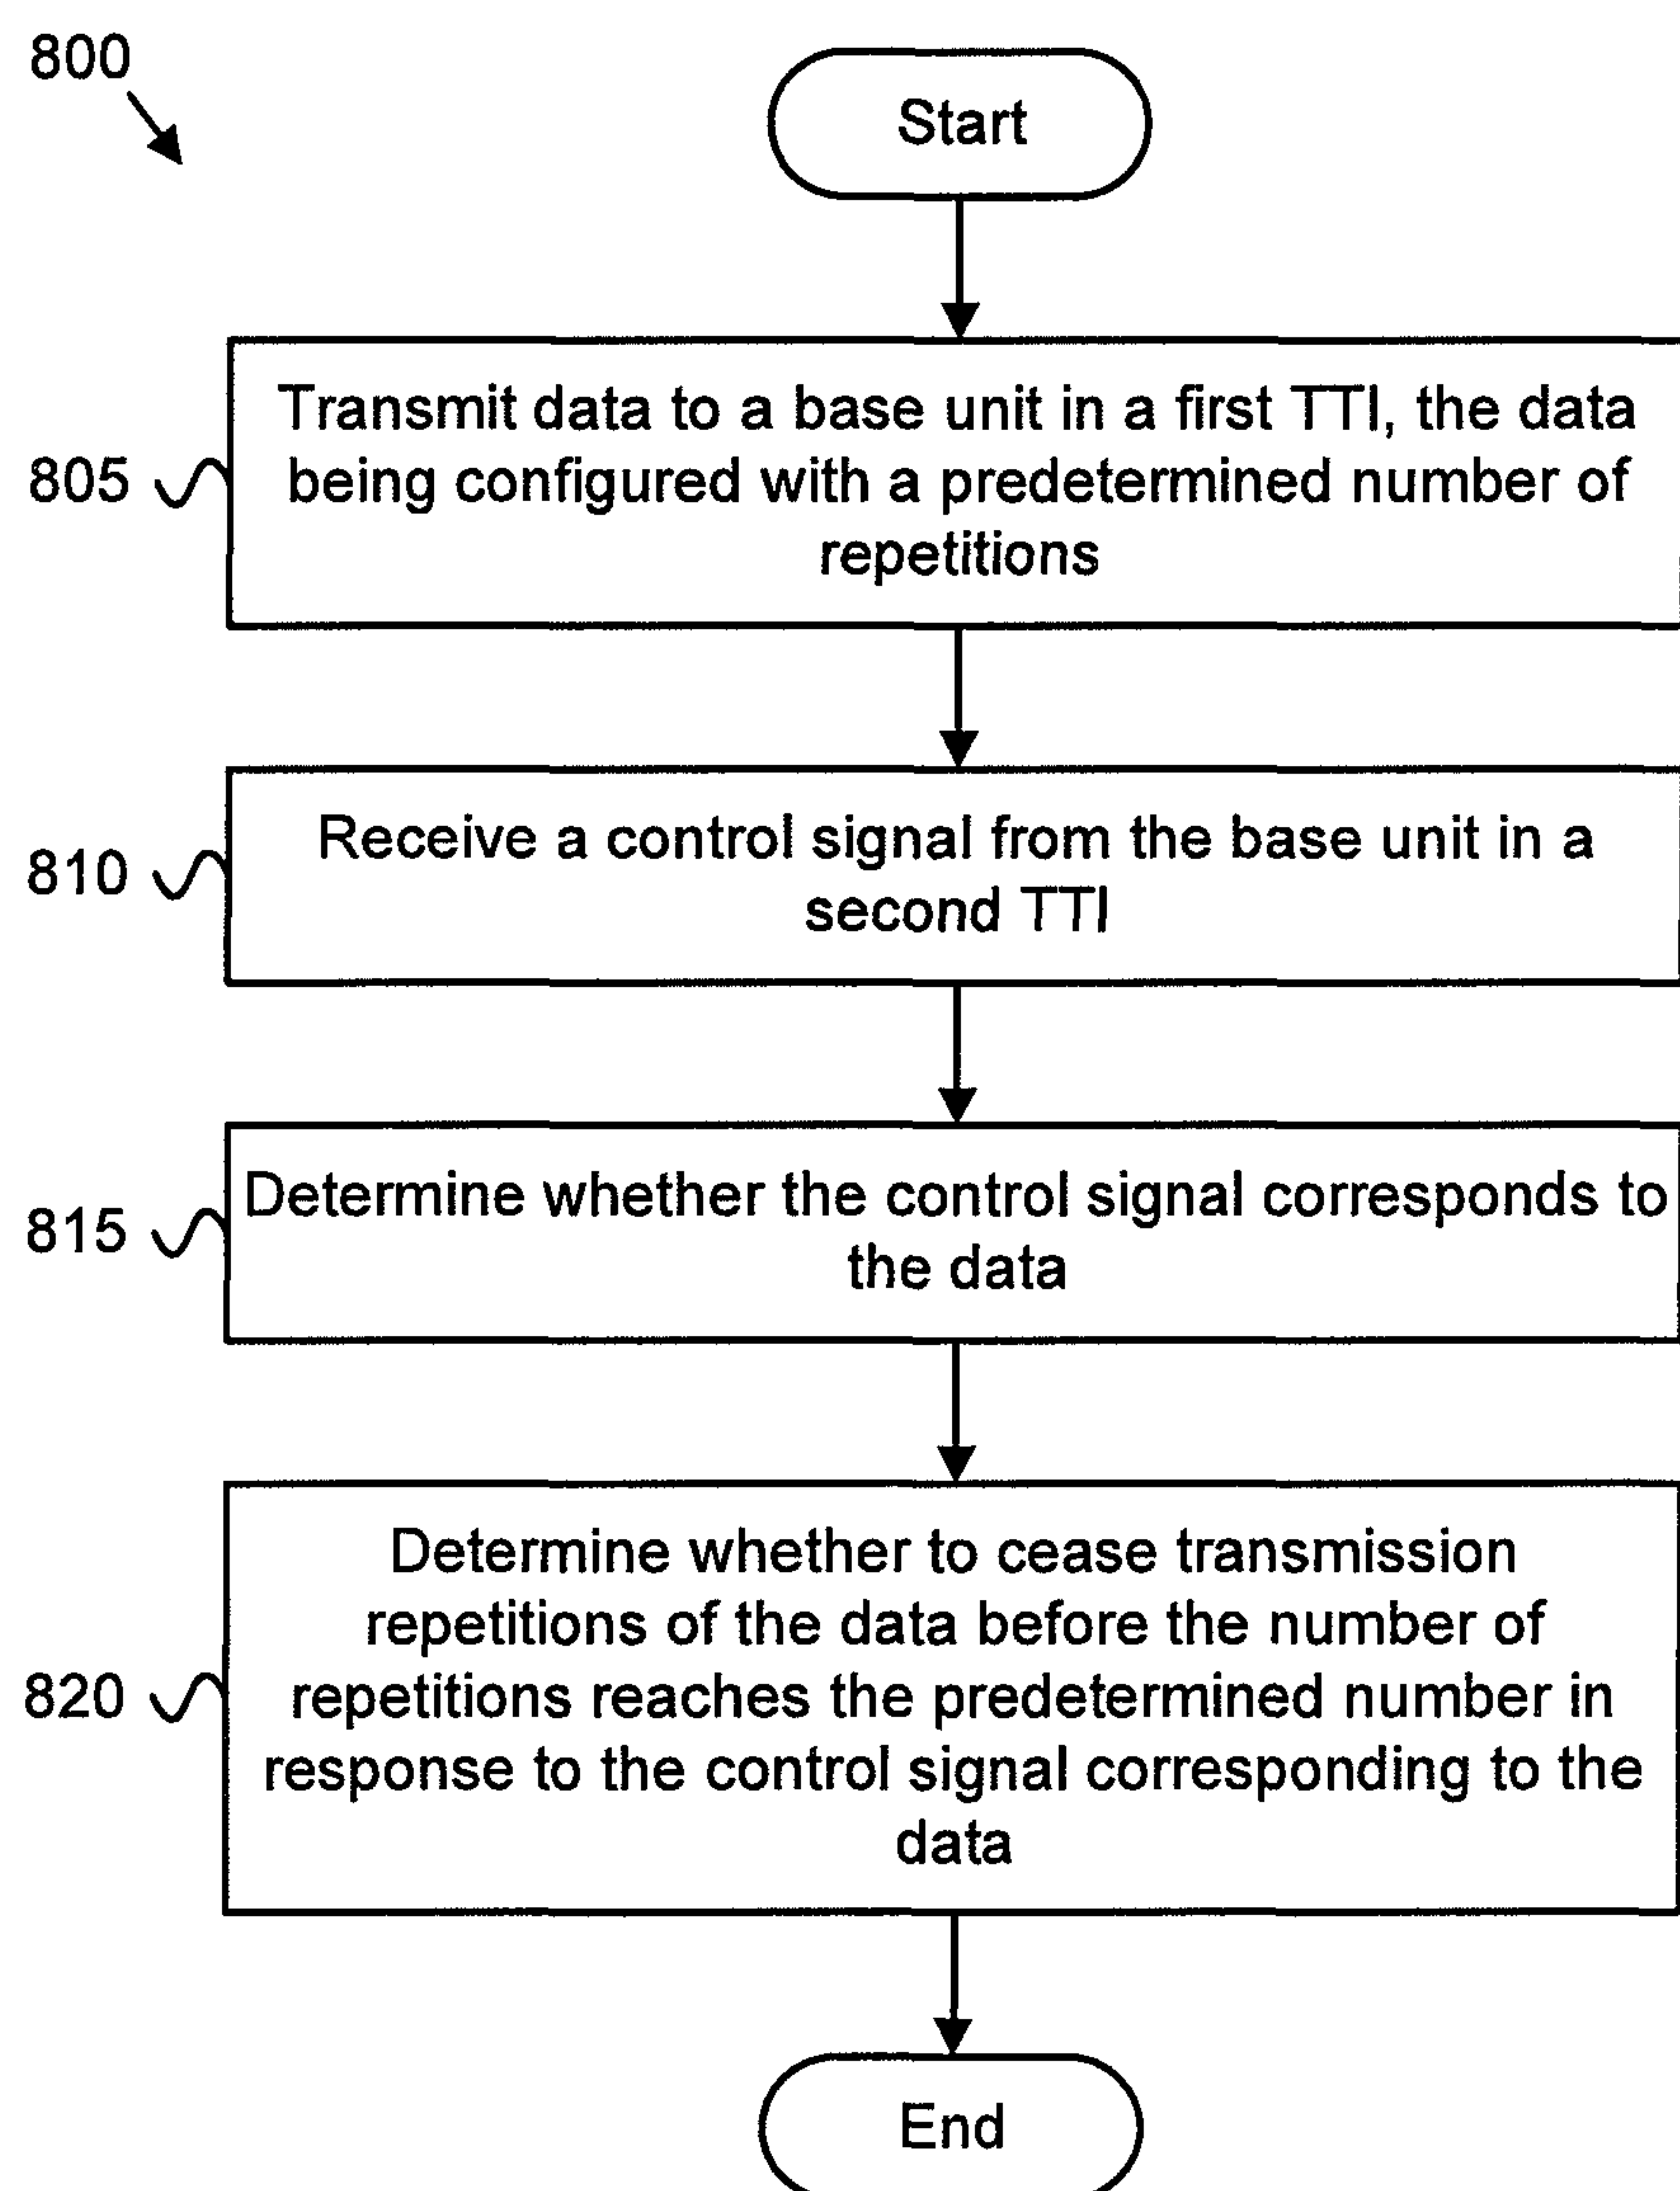 800
Start
Transmit data to a base unit in a first TTI, the data
being configured with a predetermined number of
repetitions
805
Receive a control signal from the base unit in a
second TTI
810
Determine whether the control signal corresponds to
the data
815
Determine whether to cease transmission
repetitions of the data before the number of
repetitions reaches the predetermined number in
response to the control signal corresponding to the
data
820
End